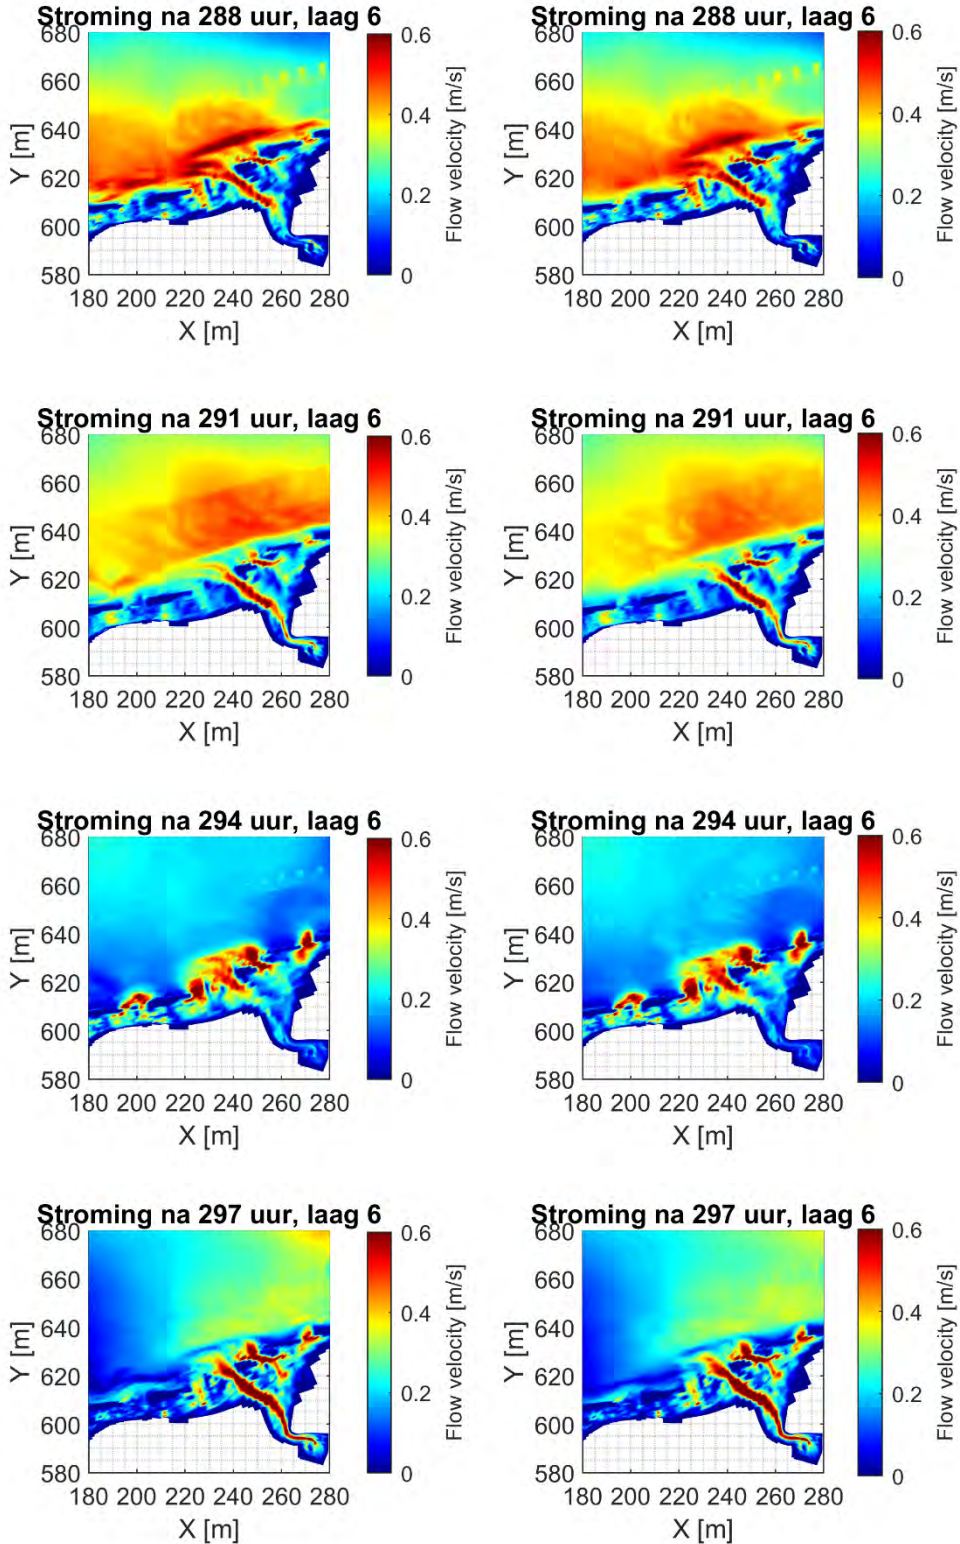 Stroming na 288 uur, laag 6
680
660
640
620
600
580
Y [m]
180 200 220 240 260 280
X [m]
0.6
0.4
0.2
0
Flow velocity [m/s]
Stroming na 288 uur, laag 6
680
660
640
620
600
580
Y [m]
180 200 220 240 260 280
X [m]
0.6
0.4
0.2
0
Flow velocity [m/s]
Stroming na 291 uur, laag 6
680
660
640
620
600
580
Y [m]
180 200 220 240 260 280
X [m]
0.6
0.4
0.2
0
Flow velocity [m/s]
Stroming na 291 uur, laag 6
680
660
640
620
600
580
Y [m]
180 200 220 240 260 280
X [m]
0.6
0.4
0.2
0
Flow velocity [m/s]
Stroming na 294 uur, laag 6
680
660
640
620
600
580
Y [m]
180 200 220 240 260 280
X [m]
0.6
0.4
0.2
0
Flow velocity [m/s]
Stroming na 294 uur, laag 6
680
660
640
620
600
580
Y [m]
180 200 220 240 260 280
X [m]
0.6
0.4
0.2
0
Flow velocity [m/s]
Stroming na 297 uur, laag 6
680
660
640
620
600
580
Y [m]
180 200 220 240 260 280
X [m]
0.6
0.4
0.2
0
Flow velocity [m/s]
Stroming na 297 uur, laag 6
680
660
640
620
600
580
Y [m]
180 200 220 240 260 280
X [m]
0.6
0.4
0.2
0
Flow velocity [m/s]